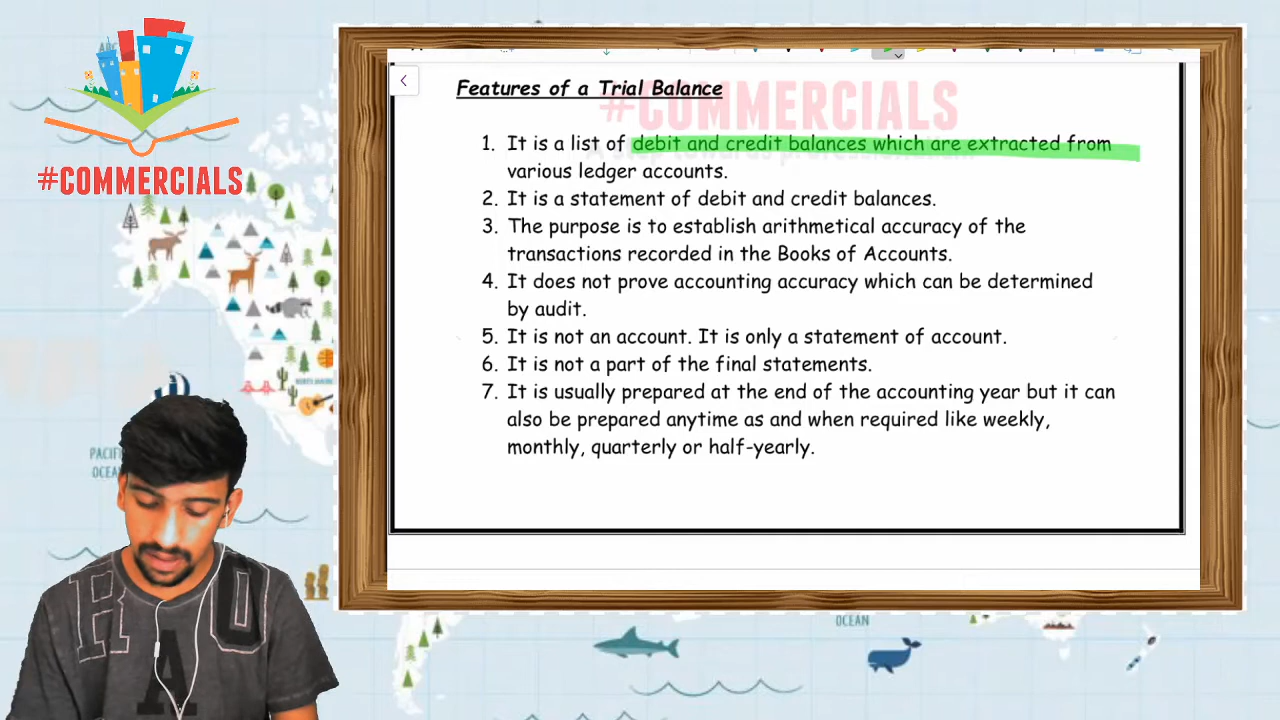 #COMMERCIALS
Features of a Trial Balance
#COMMERCIALS
1. It is a list of debit and credit balances which are extracted from
various ledger accounts.
2. It is a statement of debit and credit balances.
3. The purpose is to establish arithmetical accuracy of the
transactions recorded in the Books of Accounts.
4. It does not prove accounting accuracy which can be determined
by audit.
5. It is not an account. It is only a statement of account.
6. It is not a part of the final statements.
7. It is usually prepared at the end of the accounting year but it can
also be prepared anytime as and when required like weekly,
monthly, quarterly or half-yearly.
NORTH
PACIFI
OCEA
R O
A
OCEAN